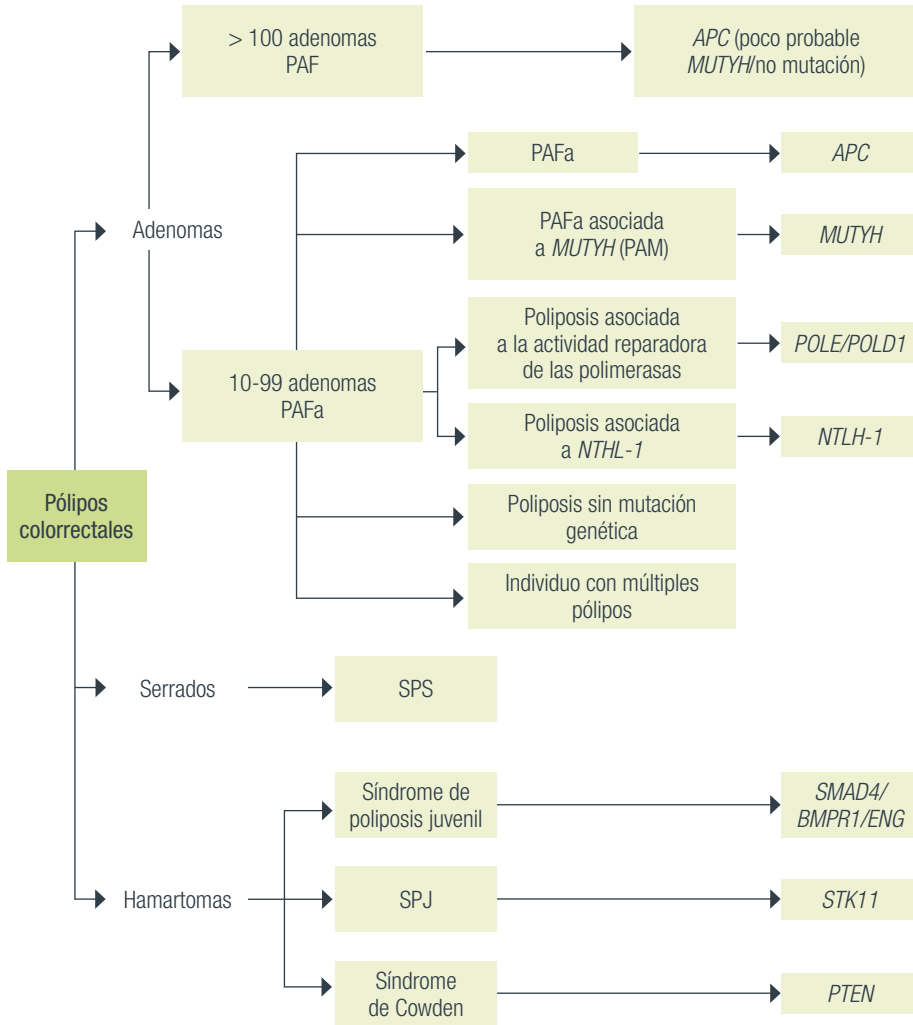 > 100 adenomas
PAF
APC (poco probable
MUTYH/no mutación)
PAFa
APC
Adenomas
PAFa asociada
a MUTYH (PAM)
MUTYH
Poliposis asociada
a la actividad reparadora
de las polimerasas
POLE/POLD1
10-99 adenomas
PAFa
Poliposis asociada
a NTHL-1
NTLH-1
Pólipos
colorrectales
Poliposis sin mutación
genética
Individuo con múltiples
pólipos
Serrados
SPS
Síndrome de
poliposis juvenil
SMAD4/
BMPR1/ENG
Hamartomas
SPJ
STK11
Síndrome
de Cowden
PTEN